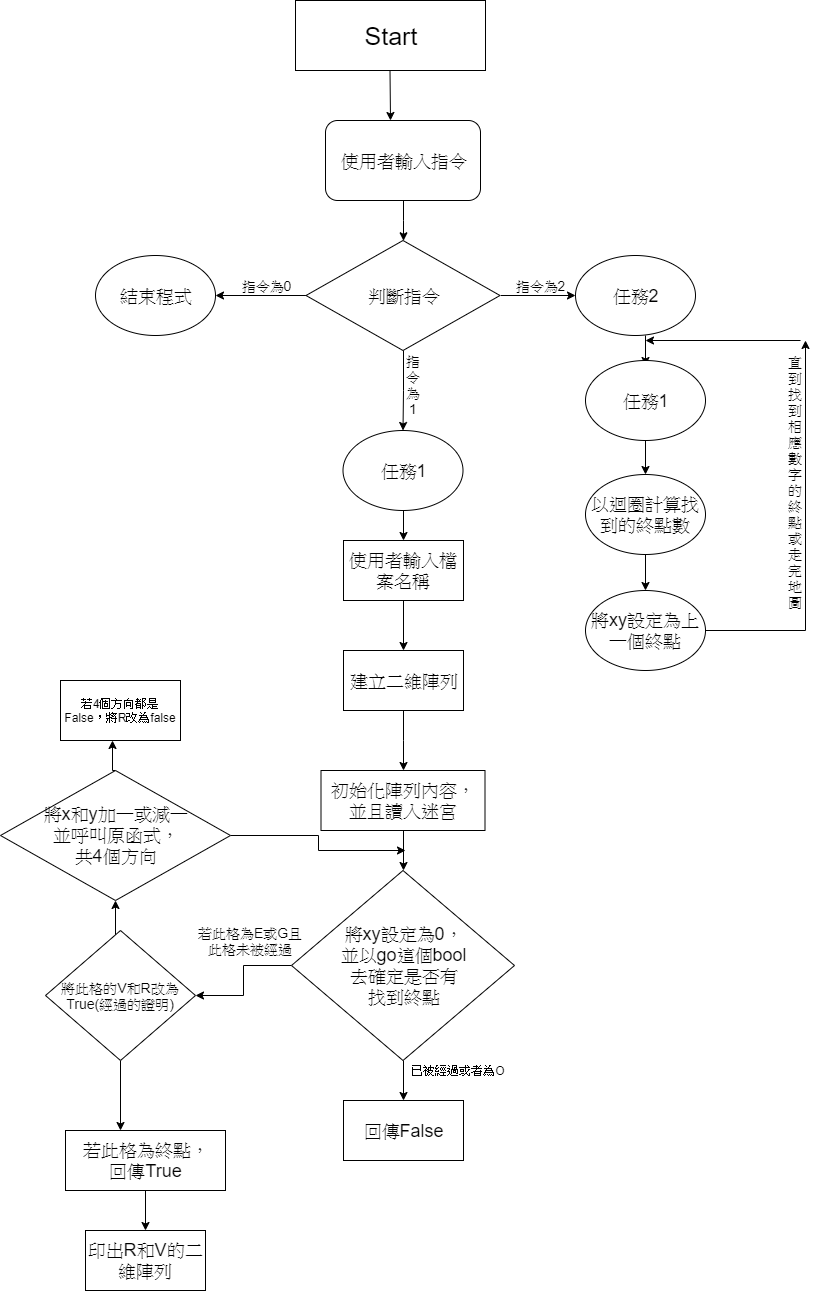 Start
使用者輸入指令
結束程式
指令為0
判斷指令
指令為2
任務2
指
令
為
1
任務1
任務1
以迴圈計算找
到的終點數
將xy設定為上
一個終點
直
到
找
到
相
應
數
字
的
終
點
或
走
完
地
圖
使用者輸入檔
案名稱
建立二維陣列
初始化陣列內容，
並且讀入迷宮
若4個方向都是
False，將R改為false
將x和y加一或減一
並呼叫原函式，
共4個方向
若此格為E或G且
此格未被經過
將xy設定為0，
並以go這個bool
去確定是否有
找到終點
將此格的V和R改為
True(經過的證明)
已被經過或者為O
回傳False
若此格為終點，
回傳True
印出R和V的二
維陣列